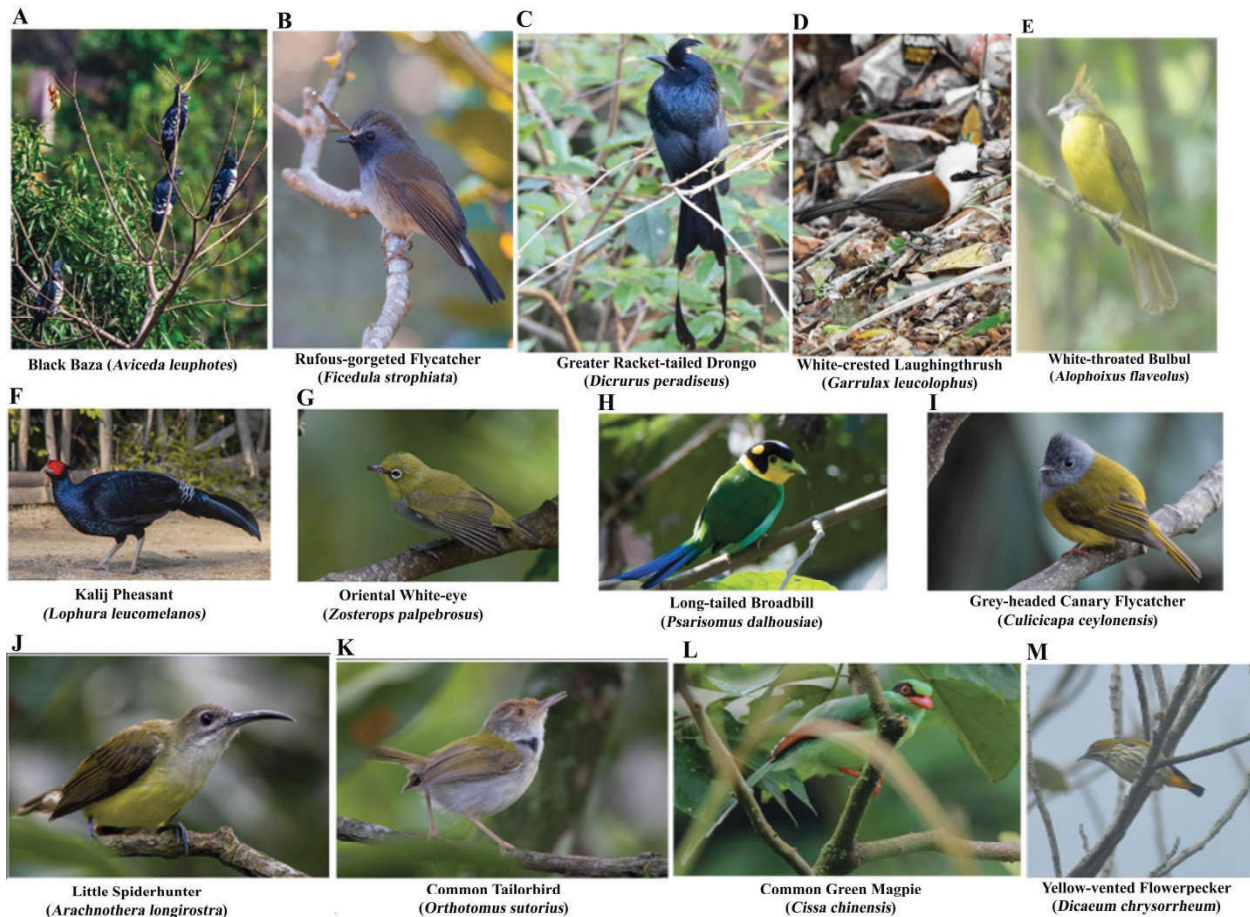 A
B
C
D
E
Black Baza (Aviceda leuphotes)
Rufous-gorgeted Flycatcher
(Ficedula strophiata)
Greater Racket-tailed Drongo
(Dicrurus peradiseus)
White-crested Laughingthrush
(Garrulax leucolophus)
White-throated Bulbul
(Alophoixus flaveolus)
F
G
H
I
Kalij Pheasant
(Lophura leucomelanos)
Oriental White-eye
(Zosterops palpebrosus)
Long-tailed Broadbill
(Psarisomus dalhousiae)
Grey-headed Canary Flycatcher
(Culicicapa ceylonensis)
J
K
L
M
Little Spiderhunter
(Arachnothera longirostra)
Common Tailorbird
(Orthotomus sutorius)
Common Green Magpie
(Cissa chinensis)
Yellow-vented Flowerpecker
(Dicaeum chrysorrheum)